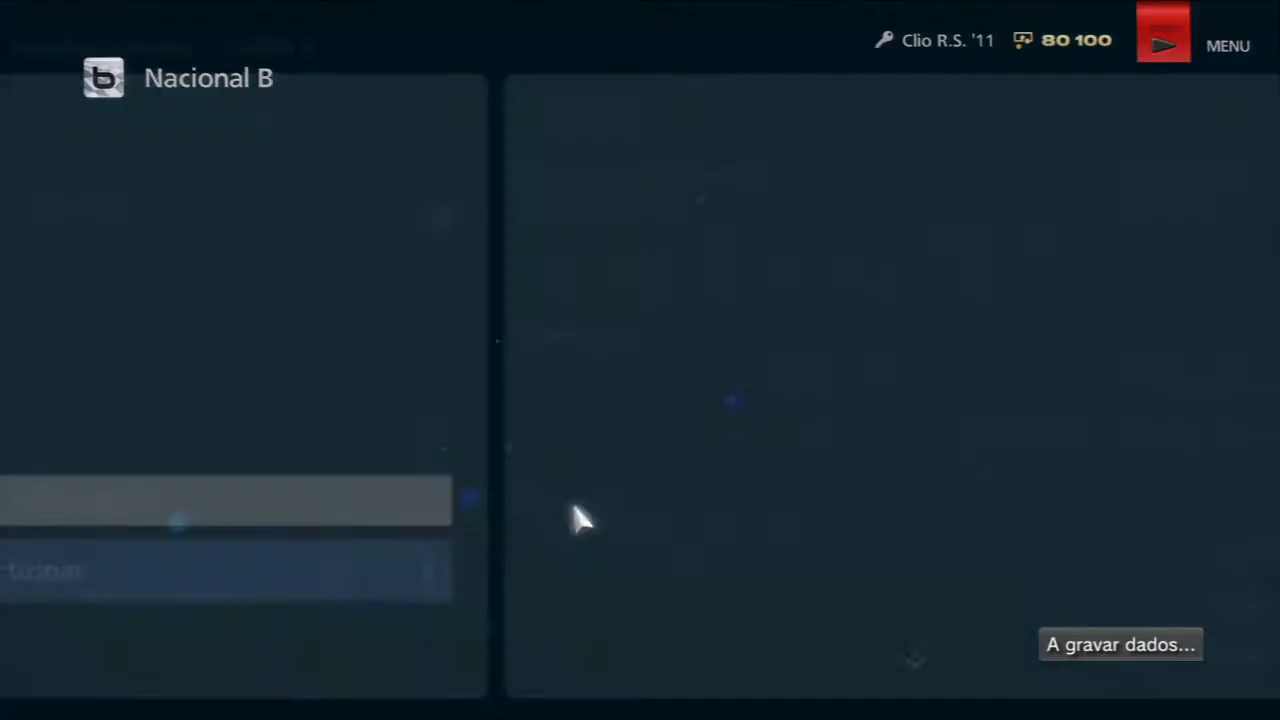 Clio R.S. '11
80 100
MENU
b
Nacional B
A gravar dados...